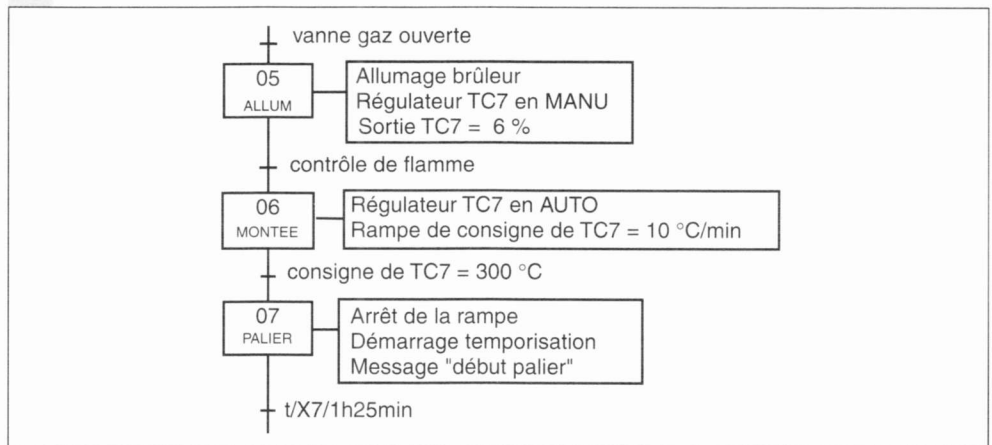 vanne gaz ouverte
05
ALLUM
Allumage brûleur
Régulateur TC7 en MANU
Sortie TC7 = 6 %
contrôle de flamme
06
MONTEE
Régulateur TC7 en AUTO
Rampe de consigne de TC7 = 10 °C/min
consigne de TC7 = 300 °C
07
PALIER
Arrêt de la rampe
Démarrage temporisation
Message "début palier"
t/X7/1h25min